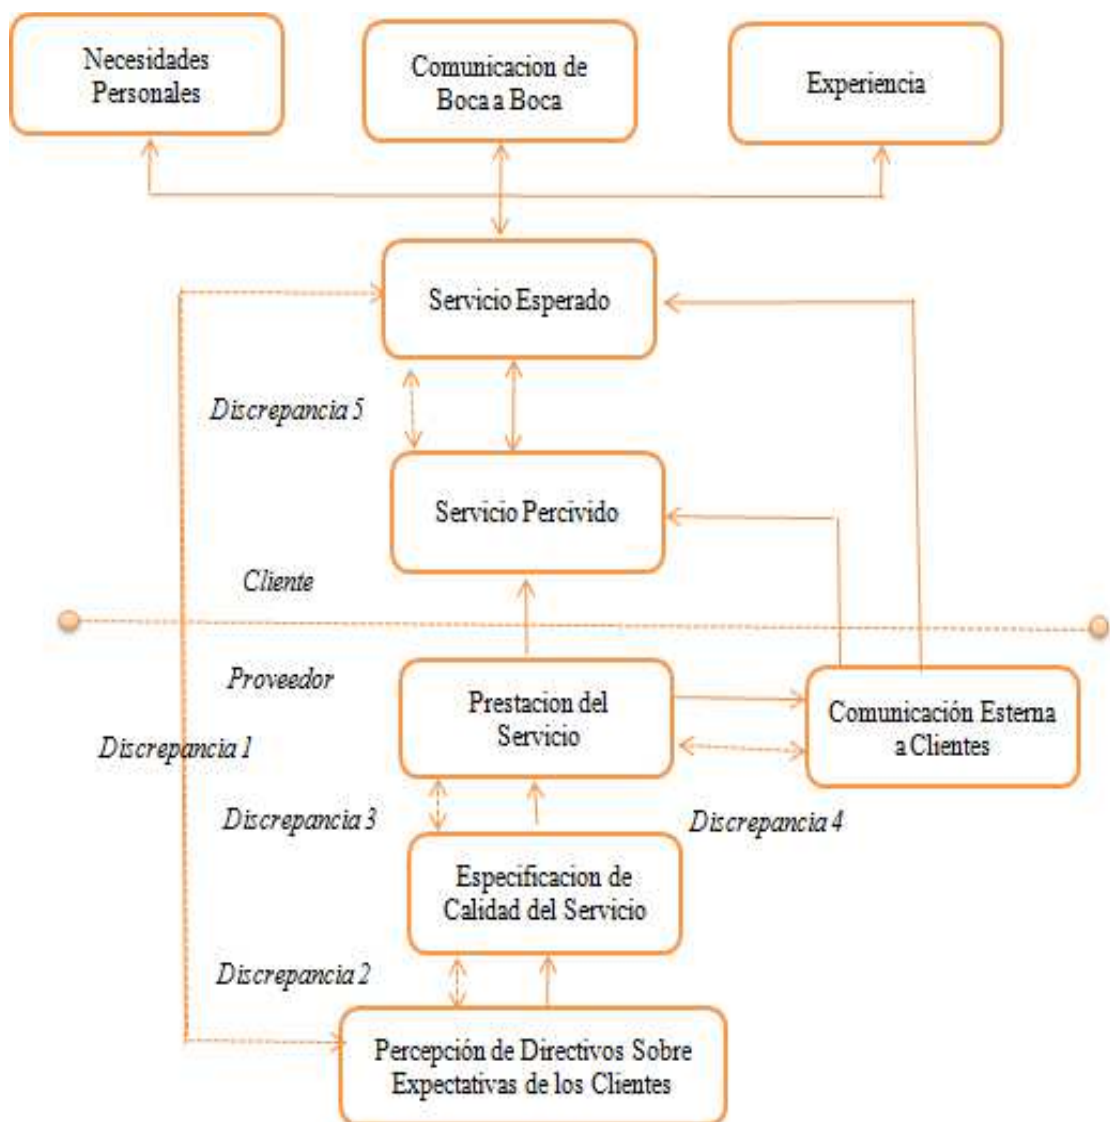 Necesidades
Personales
Comunicacion de
Boca a Boca
Experiencia
Servicio Esperado
Discrepancia 5
Servicio Percivido
Cliente
Proveedor
Prestacion del
Servicio
Comunicación Esterna
a Clientes
Discrepancia 1
Discrepancia 3
Discrepancia 4
Especificacion de
Calidad del Servicio
Discrepancia 2
Percepción de Directivos Sobre
Expectativas de los Clientes